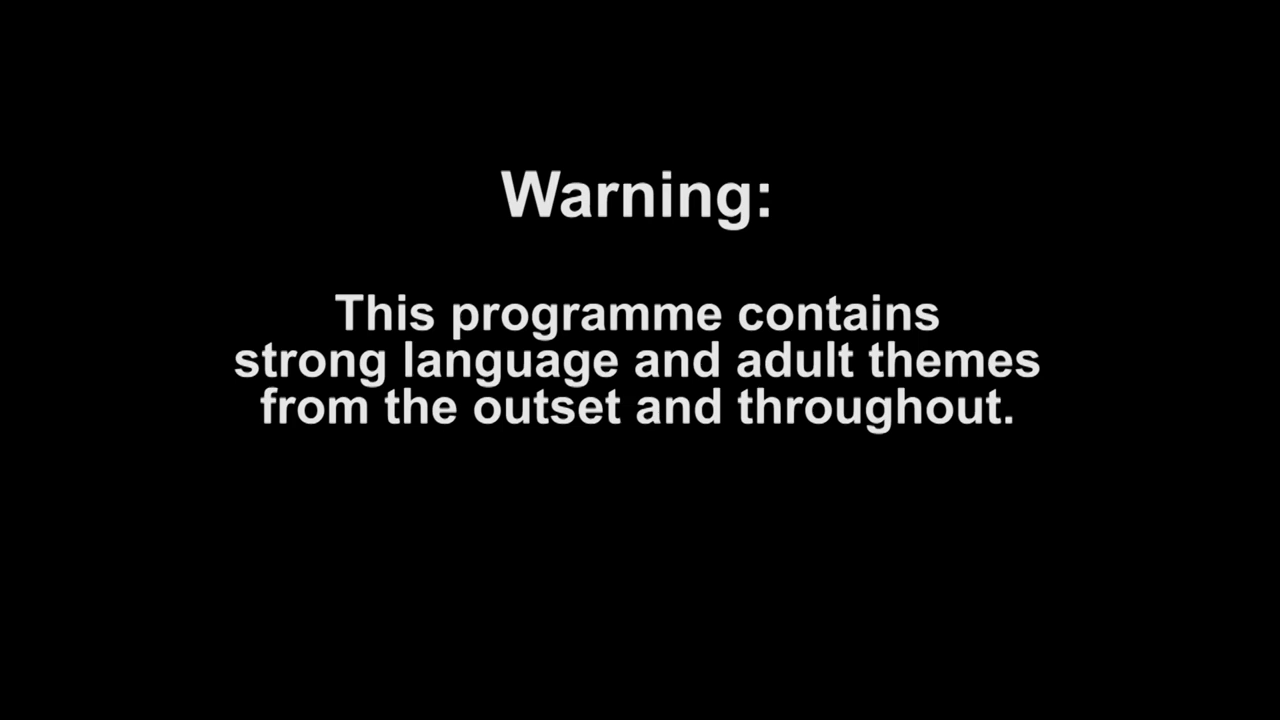 Warning:
This programme contains
strong language and adult themes
from the outset and throughout.